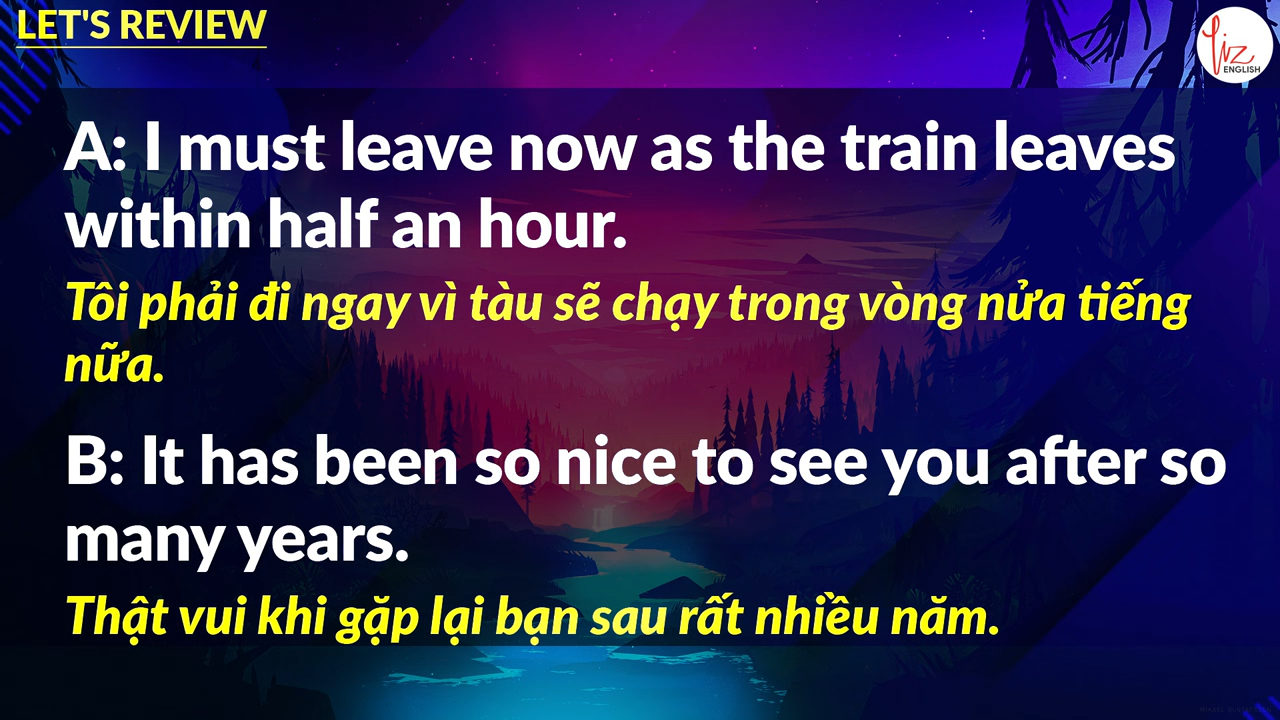 LET'S REVIEW
Liz
ENGLISH
A: I must leave now as the train leaves
within half an hour.
Tôi phải đi ngay vì tàu sẽ chạy trong vòng nửa tiếng
nữa.
B: It has been so nice to see you after so
many years.
Thật vui khi gặp lại bạn sau rất nhiều năm.